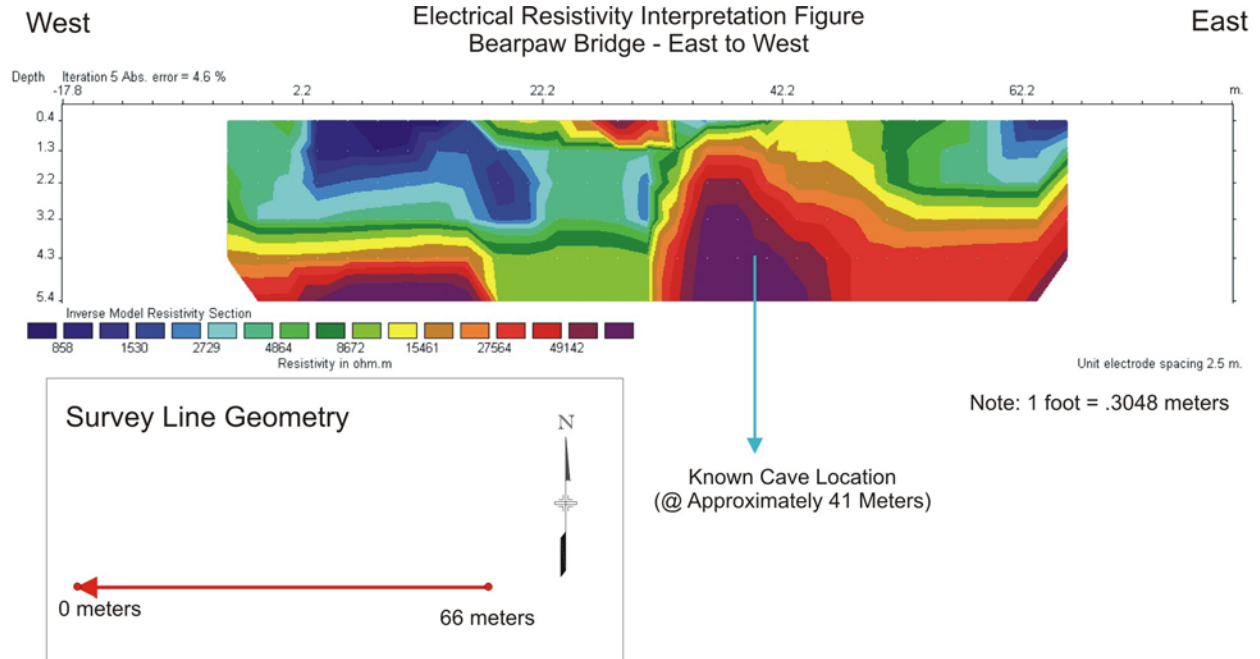 West
Electrical Resistivity Interpretation Figure
East
Bearpaw Bridge - East to West
Depth Iteration 5 Abs. error = 4.6 %
-17.8 2.2 22.2 42.2 62.2 m.
0.4
1.3
2.2
3.2
4.3
5.4
Inverse Model Resistivity Section
858 1530 2729 4864 8672 15461 27564 49142
Resistivity in ohm.m
Unit electrode spacing 2.5 m.
Note: 1 foot = .3048 meters
Survey Line Geometry
N
Known Cave Location
(@ Approximately 41 Meters)
0 meters
66 meters